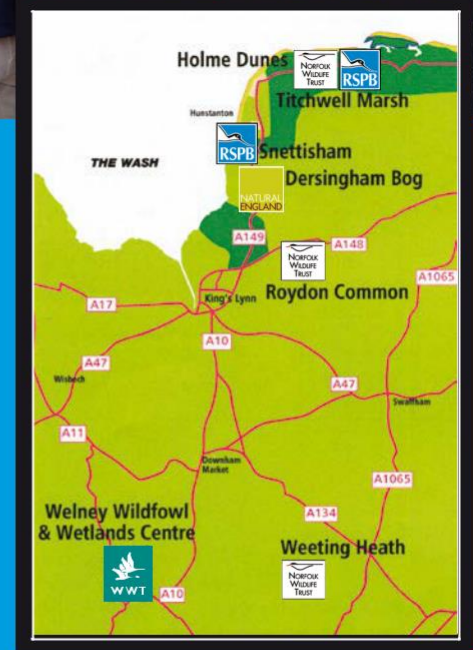 Holme Dunes
NORFOLK
WILDLIFE
TRUST
RSPB
Titchwell Marsh
Hunstanton
RSPB
Snettisham
THE WASH
NATURAL
ENGLAND
Dersingham Bog
A149
A148
NORFOLK
WILDLIFE
TRUST
A1065
Roydon Common
King's Lynn
A17
A10
A47
A47
Wisbech
Swaffham
A11
Downham
Market
A1065
Welney Wildfowl
& Wetlands Centre
A134
Weeting Heath
WWT
A10
NORFOLK
WILDLIFE
TRUST